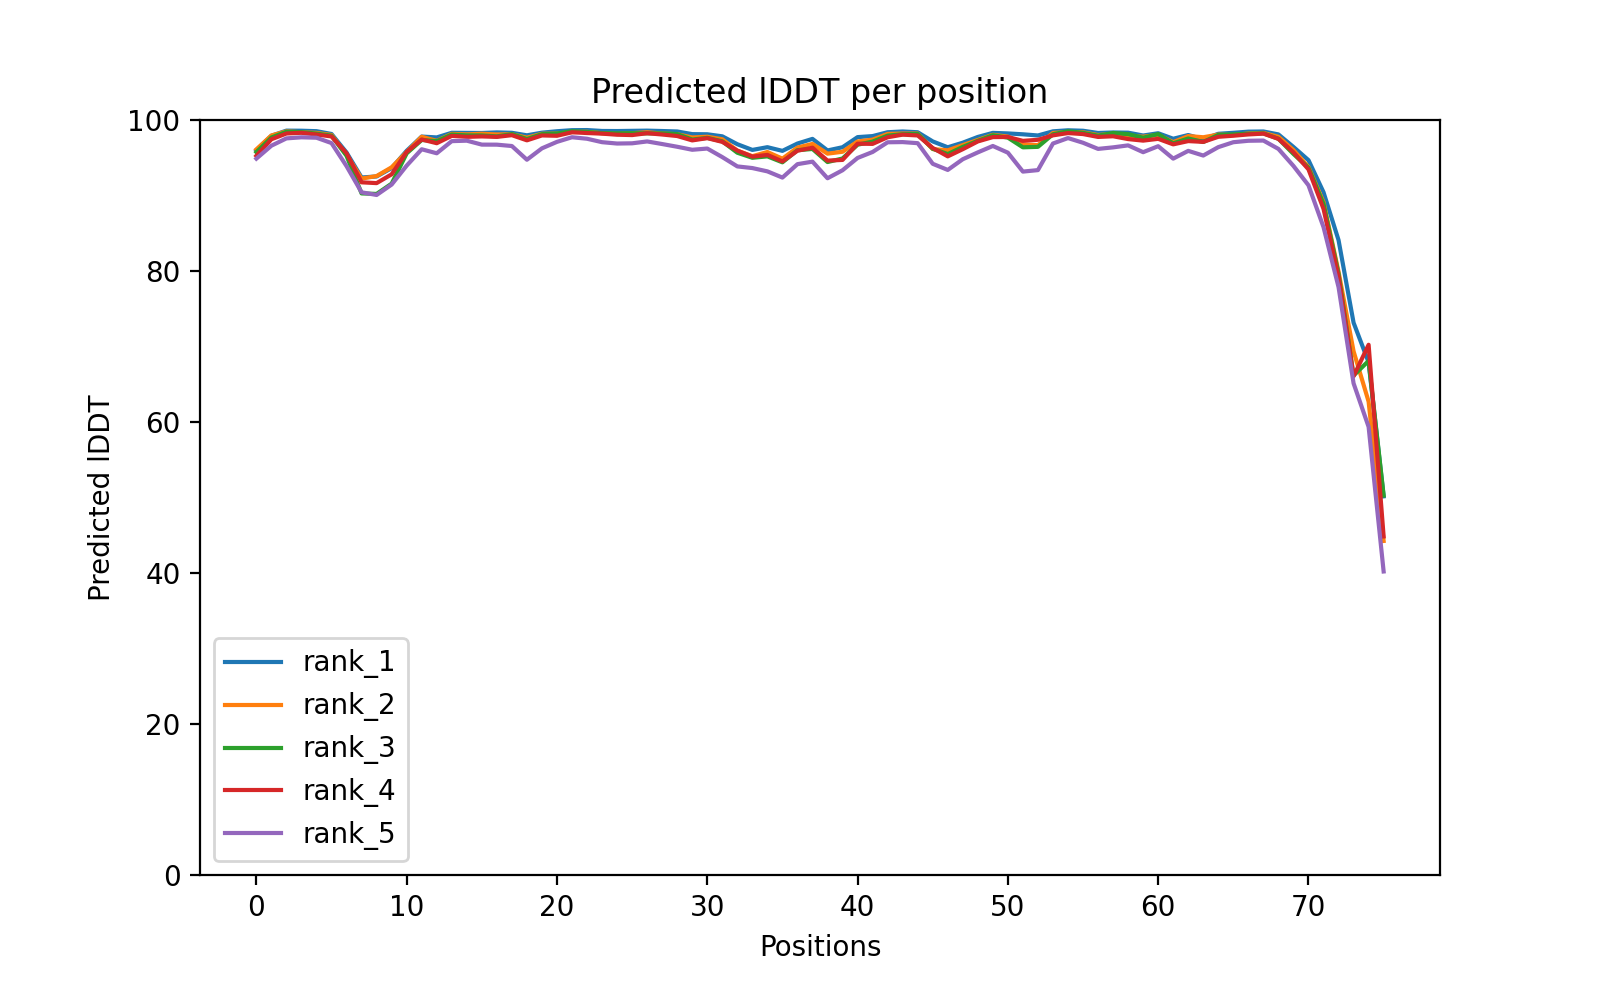 Predicted lDDT per position
100
80
60
40
20
0
Predicted lDDT
rank_1
rank_2
rank_3
rank_4
rank_5
0 10 20 30 40 50 60 70
Positions